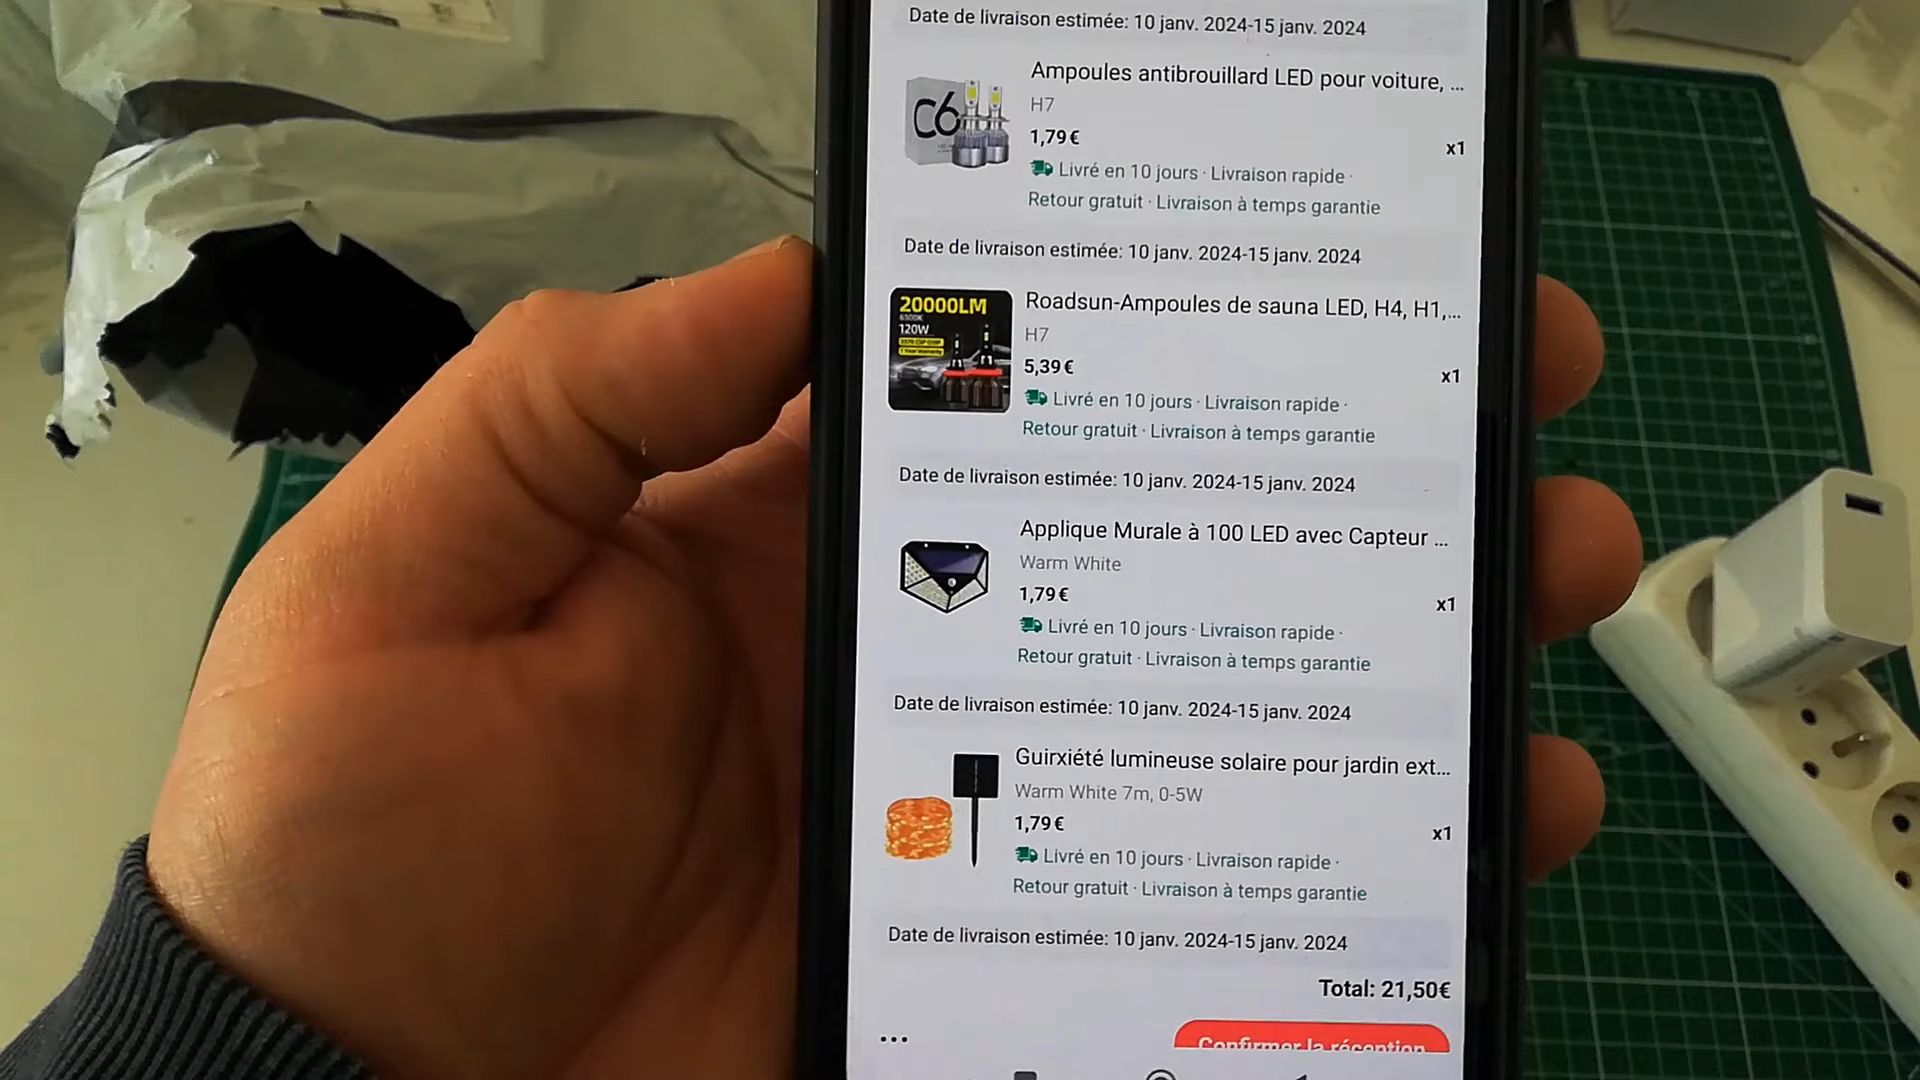 Date de livraison estimée: 10 janv. 2024-15 janv. 2024
Ampoules antibrouillard LED pour voiture, ...
C6
H7
1,79€
x1
Livré en 10 jours · Livraison rapide ·
Retour gratuit · Livraison à temps garantie
Date de livraison estimée: 10 janv. 2024-15 janv. 2024
20000LM
6500K
120W
Roadsun-Ampoules de sauna LED, H4, H1,...
H7
5,39€
x1
Livré en 10 jours · Livraison rapide ·
Retour gratuit · Livraison à temps garantie
Date de livraison estimée: 10 janv. 2024-15 janv. 2024
Applique Murale à 100 LED avec Capteur ...
Warm White
1,79€
x1
Livré en 10 jours · Livraison rapide ·
Retour gratuit · Livraison à temps garantie
Date de livraison estimée: 10 janv. 2024-15 janv. 2024
Guirxiété lumineuse solaire pour jardin ext...
Warm White 7m, 0-5W
1,79€
x1
Livré en 10 jours · Livraison rapide ·
Retour gratuit · Livraison à temps garantie
Date de livraison estimée: 10 janv. 2024-15 janv. 2024
Total: 21,50€
...
Confirmer la réception